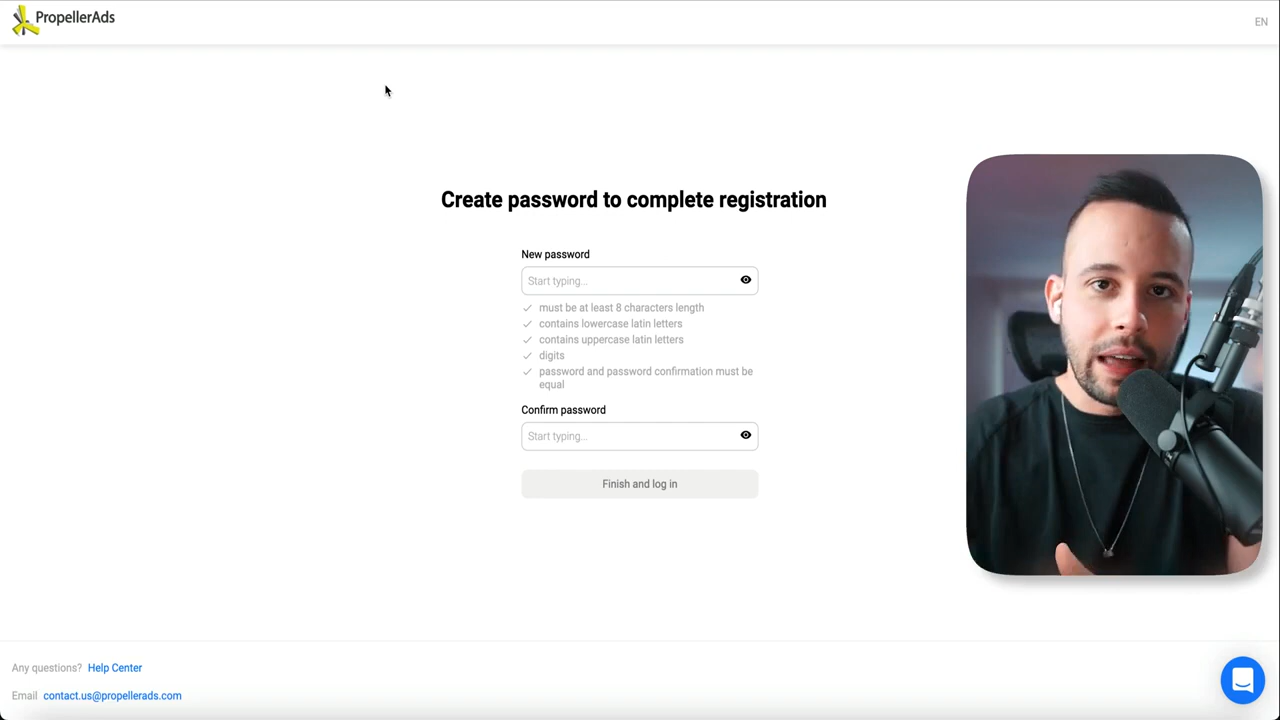 PropellerAds
EN
Create password to complete registration
New password
Start typing...
must be at least 8 characters length
contains lowercase latin letters
contains uppercase latin letters
digits
password and password confirmation must be
equal
Confirm password
Start typing...
Finish and log in
Any questions? Help Center
Email contact.us@propellerads.com